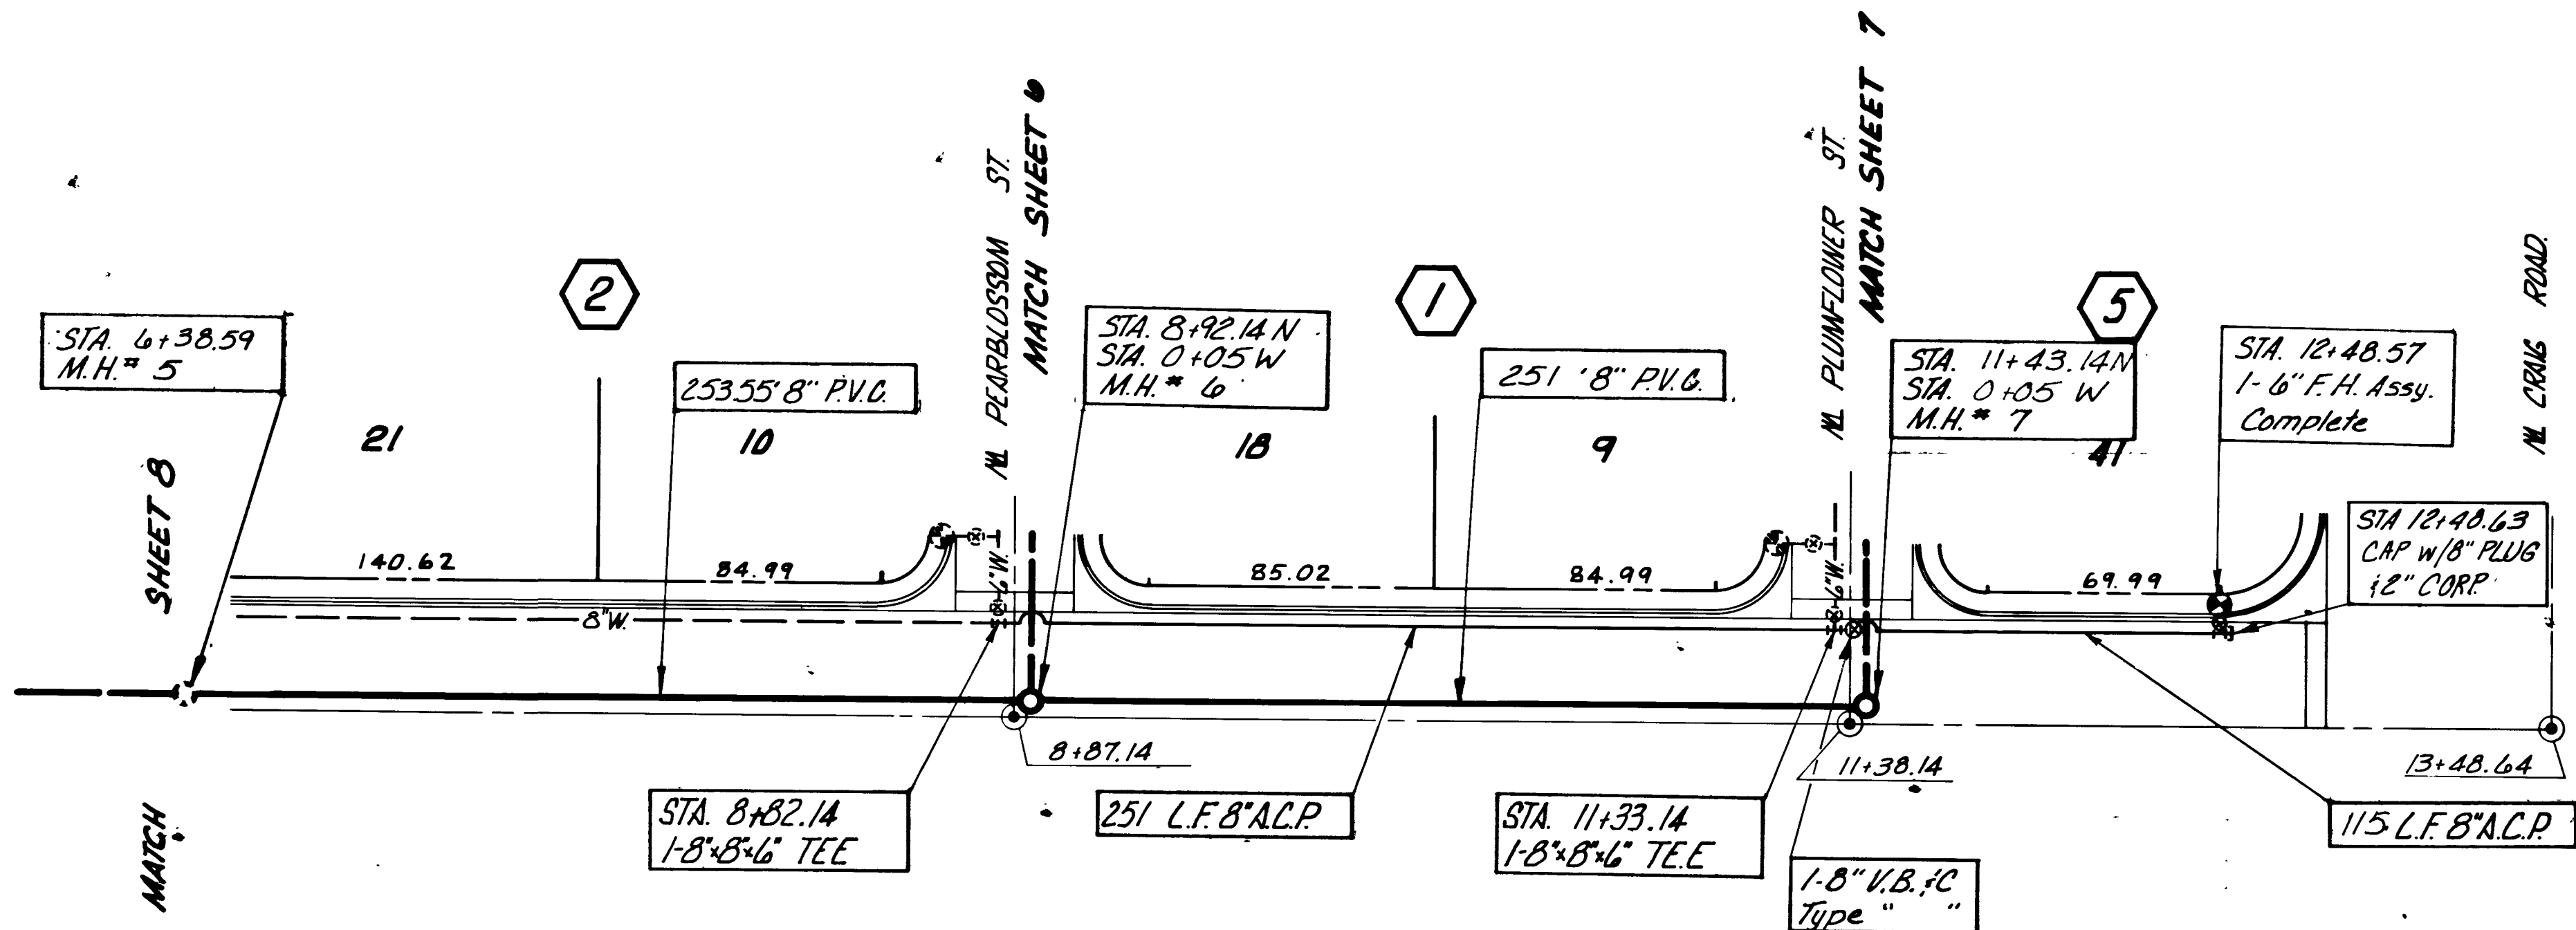 STA. 6+38.59
M.H.# 5
2
253.55' 8" P.V.C.
21
10
PEARBLOSSOM ST.
MATCH SHEET 6
STA. 8+92.14 N
STA. 0+05 W
M.H.# 6
1
251 '8" P.V.C.
18
9
PLUMFLOWER ST.
MATCH SHEET 7
STA. 11+43.14N
STA. 0+05 W
M.H.# 7
5
41
STA. 12+48.57
1-6" F.H. Assy.
Complete
CRAIG ROAD.
STA 12+48.63
CAP w/8" PLUG
&2" CORP.
MATCH SHEET 8
140.62
84.99
85.02
84.99
69.99
6"W.
6"W.
8"W.
8+87.14
11+38.14
13+48.64
STA. 8+82.14
1-8"x8"x6" TEE
251 L.F. 8" A.C.P.
STA. 11+33.14
1-8"x8"x6" TEE
115 L.F. 8" A.C.P.
1-8" V.B. &C
Type " "